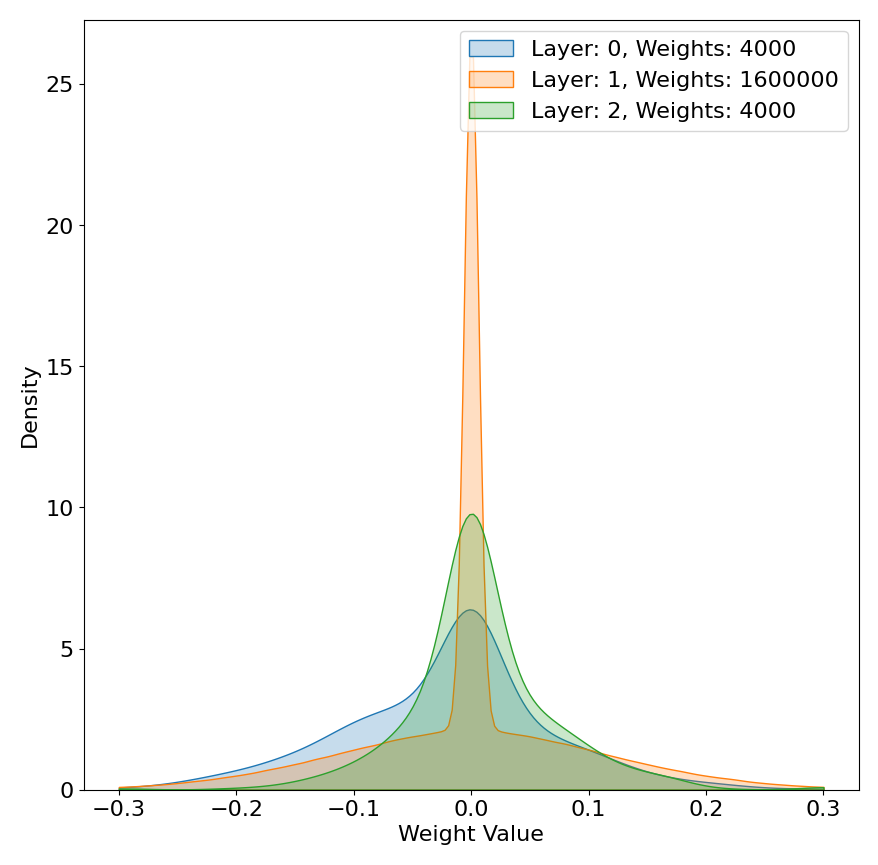 Layer: 0, Weights: 4000
Layer: 1, Weights: 1600000
Layer: 2, Weights: 4000
Density
25
20
15
10
5
0
−0.3 −0.2 −0.1 0.0 0.1 0.2 0.3
Weight Value